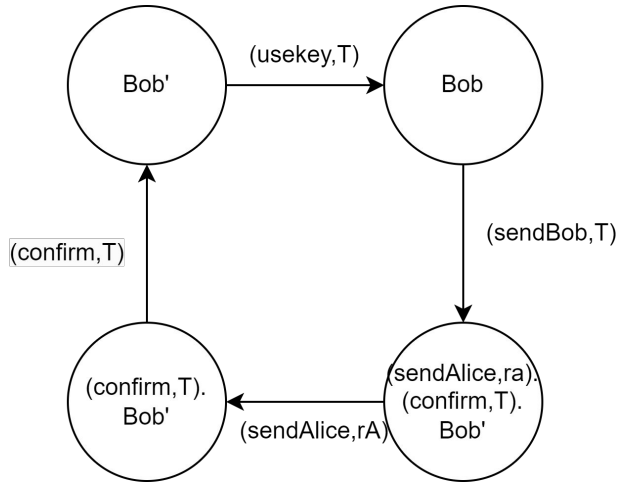 (usekey,T)
Bob'
Bob
(sendBob,T)
(confirm,T)
(sendAlice,ra).
(confirm,T).
Bob'
(confirm,T).
Bob'
(sendAlice,rA)